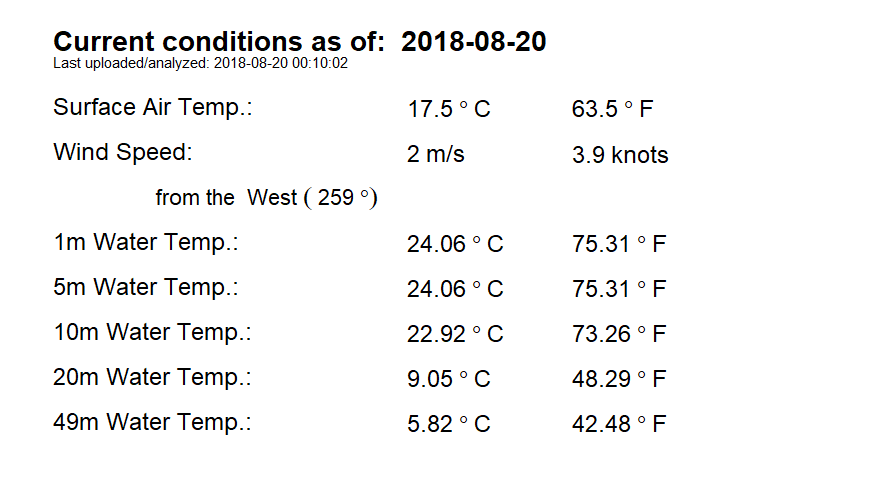 Current conditions as of: 2018-08-20
Last uploaded/analyzed: 2018-08-20 00:10:02
Surface Air Temp.: 17.5 ° C 63.5 ° F
Wind Speed: 2 m/s 3.9 knots
from the West ( 259 °)
1m Water Temp.: 24.06 ° C 75.31 ° F
5m Water Temp.: 24.06 ° C 75.31 ° F
10m Water Temp.: 22.92 ° C 73.26 ° F
20m Water Temp.: 9.05 ° C 48.29 ° F
49m Water Temp.: 5.82 ° C 42.48 ° F